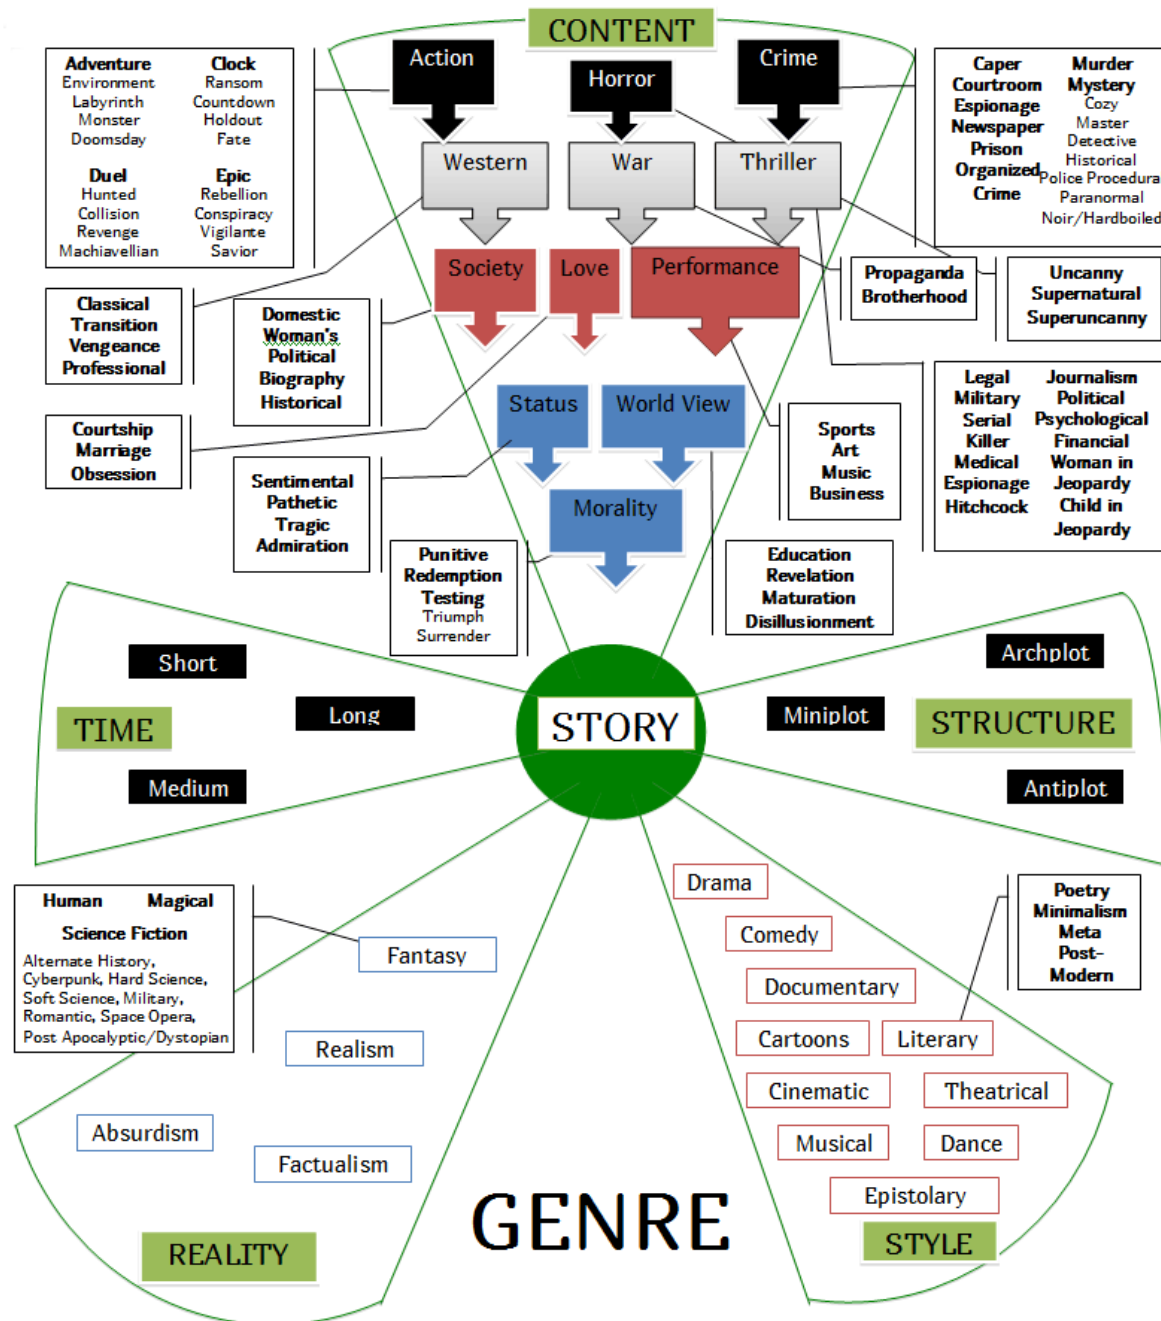 CONTENT
Action
Horror
Crime
Adventure
Environment
Labyrinth
Monster
Doomsday
Clock
Ransom
Countdown
Holdout
Fate
Duel
Hunted
Collision
Revenge
Machiavellian
Epic
Rebellion
Conspiracy
Vigilante
Savior
Caper
Courtroom
Espionage
Newspaper
Prison
Organized
Crime
Murder
Mystery
Cozy
Master
Detective
Historical
Police Procedural
Paranormal
Noir/Hardboiled
Western
War
Thriller
Society
Love
Performance
Classical
Transition
Vengeance
Professional
Domestic
Woman's
Political
Biography
Historical
Propaganda
Brotherhood
Uncanny
Supernatural
Superuncanny
Courtship
Marriage
Obsession
Status
World View
Morality
Sentimental
Pathetic
Tragic
Admiration
Sports
Art
Music
Business
Legal
Military
Serial
Killer
Medical
Espionage
Hitchcock
Journalism
Political
Psychological
Financial
Woman in
Jeopardy
Child in
Jeopardy
Punitive
Redemption
Testing
Triumph
Surrender
Education
Revelation
Maturation
Disillusionment
Short
Long
TIME
Medium
STORY
Archplot
Miniplot
STRUCTURE
Antiplot
Human Magical
Science Fiction
Alternate History,
Cyberpunk, Hard Science,
Soft Science, Military,
Romantic, Space Opera,
Post Apocalyptic/Dystopian
Fantasy
Realism
Absurdism
Factualism
REALITY
Drama
Comedy
Documentary
Cartoons
Literary
Cinematic
Theatrical
Musical
Dance
Epistolary
STYLE
Poetry
Minimalism
Meta
Post-
Modern
GENRE